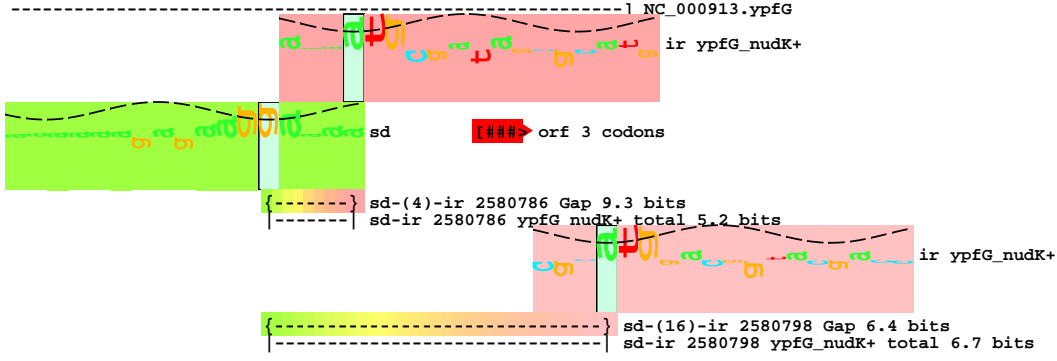 1 NC_000913.ypfG
ir ypfG_nudK+
sd
[###> orf 3 codons
sd-(4)-ir 2580786 Gap 9.3 bits
sd-ir 2580786 ypfG_nudK+ total 5.2 bits
ir ypfG_nudK+
sd-(16)-ir 2580798 Gap 6.4 bits
sd-ir 2580798 ypfG_nudK+ total 6.7 bits